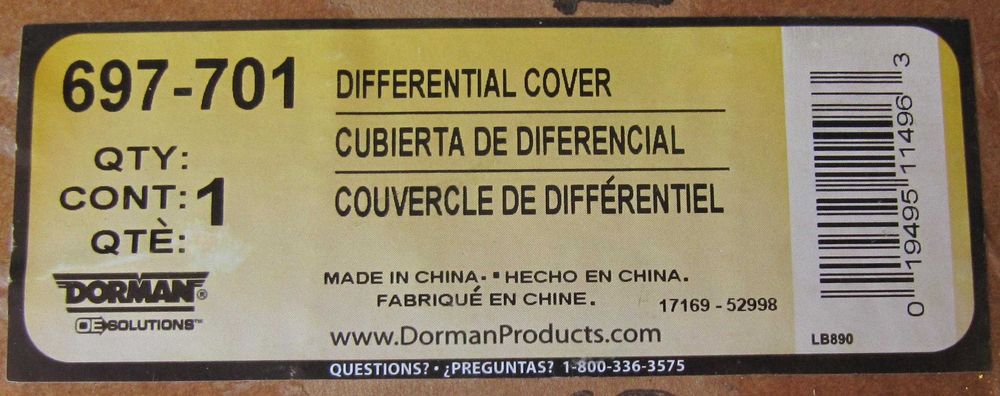 697-701
DIFFERENTIAL COVER
CUBIERTA DE DIFERENCIAL
COUVERCLE DE DIFFÉRENTIEL
QTY:
CONT: 1
QTÈ:
DORMAN®
OE SOLUTIONS™
MADE IN CHINA. ▪ HECHO EN CHINA.
FABRIQUÉ EN CHINE.
17169 - 52998
www.DormanProducts.com
QUESTIONS? • ¿PREGUNTAS? 1-800-336-3575
0 19495 11496 3
LB890